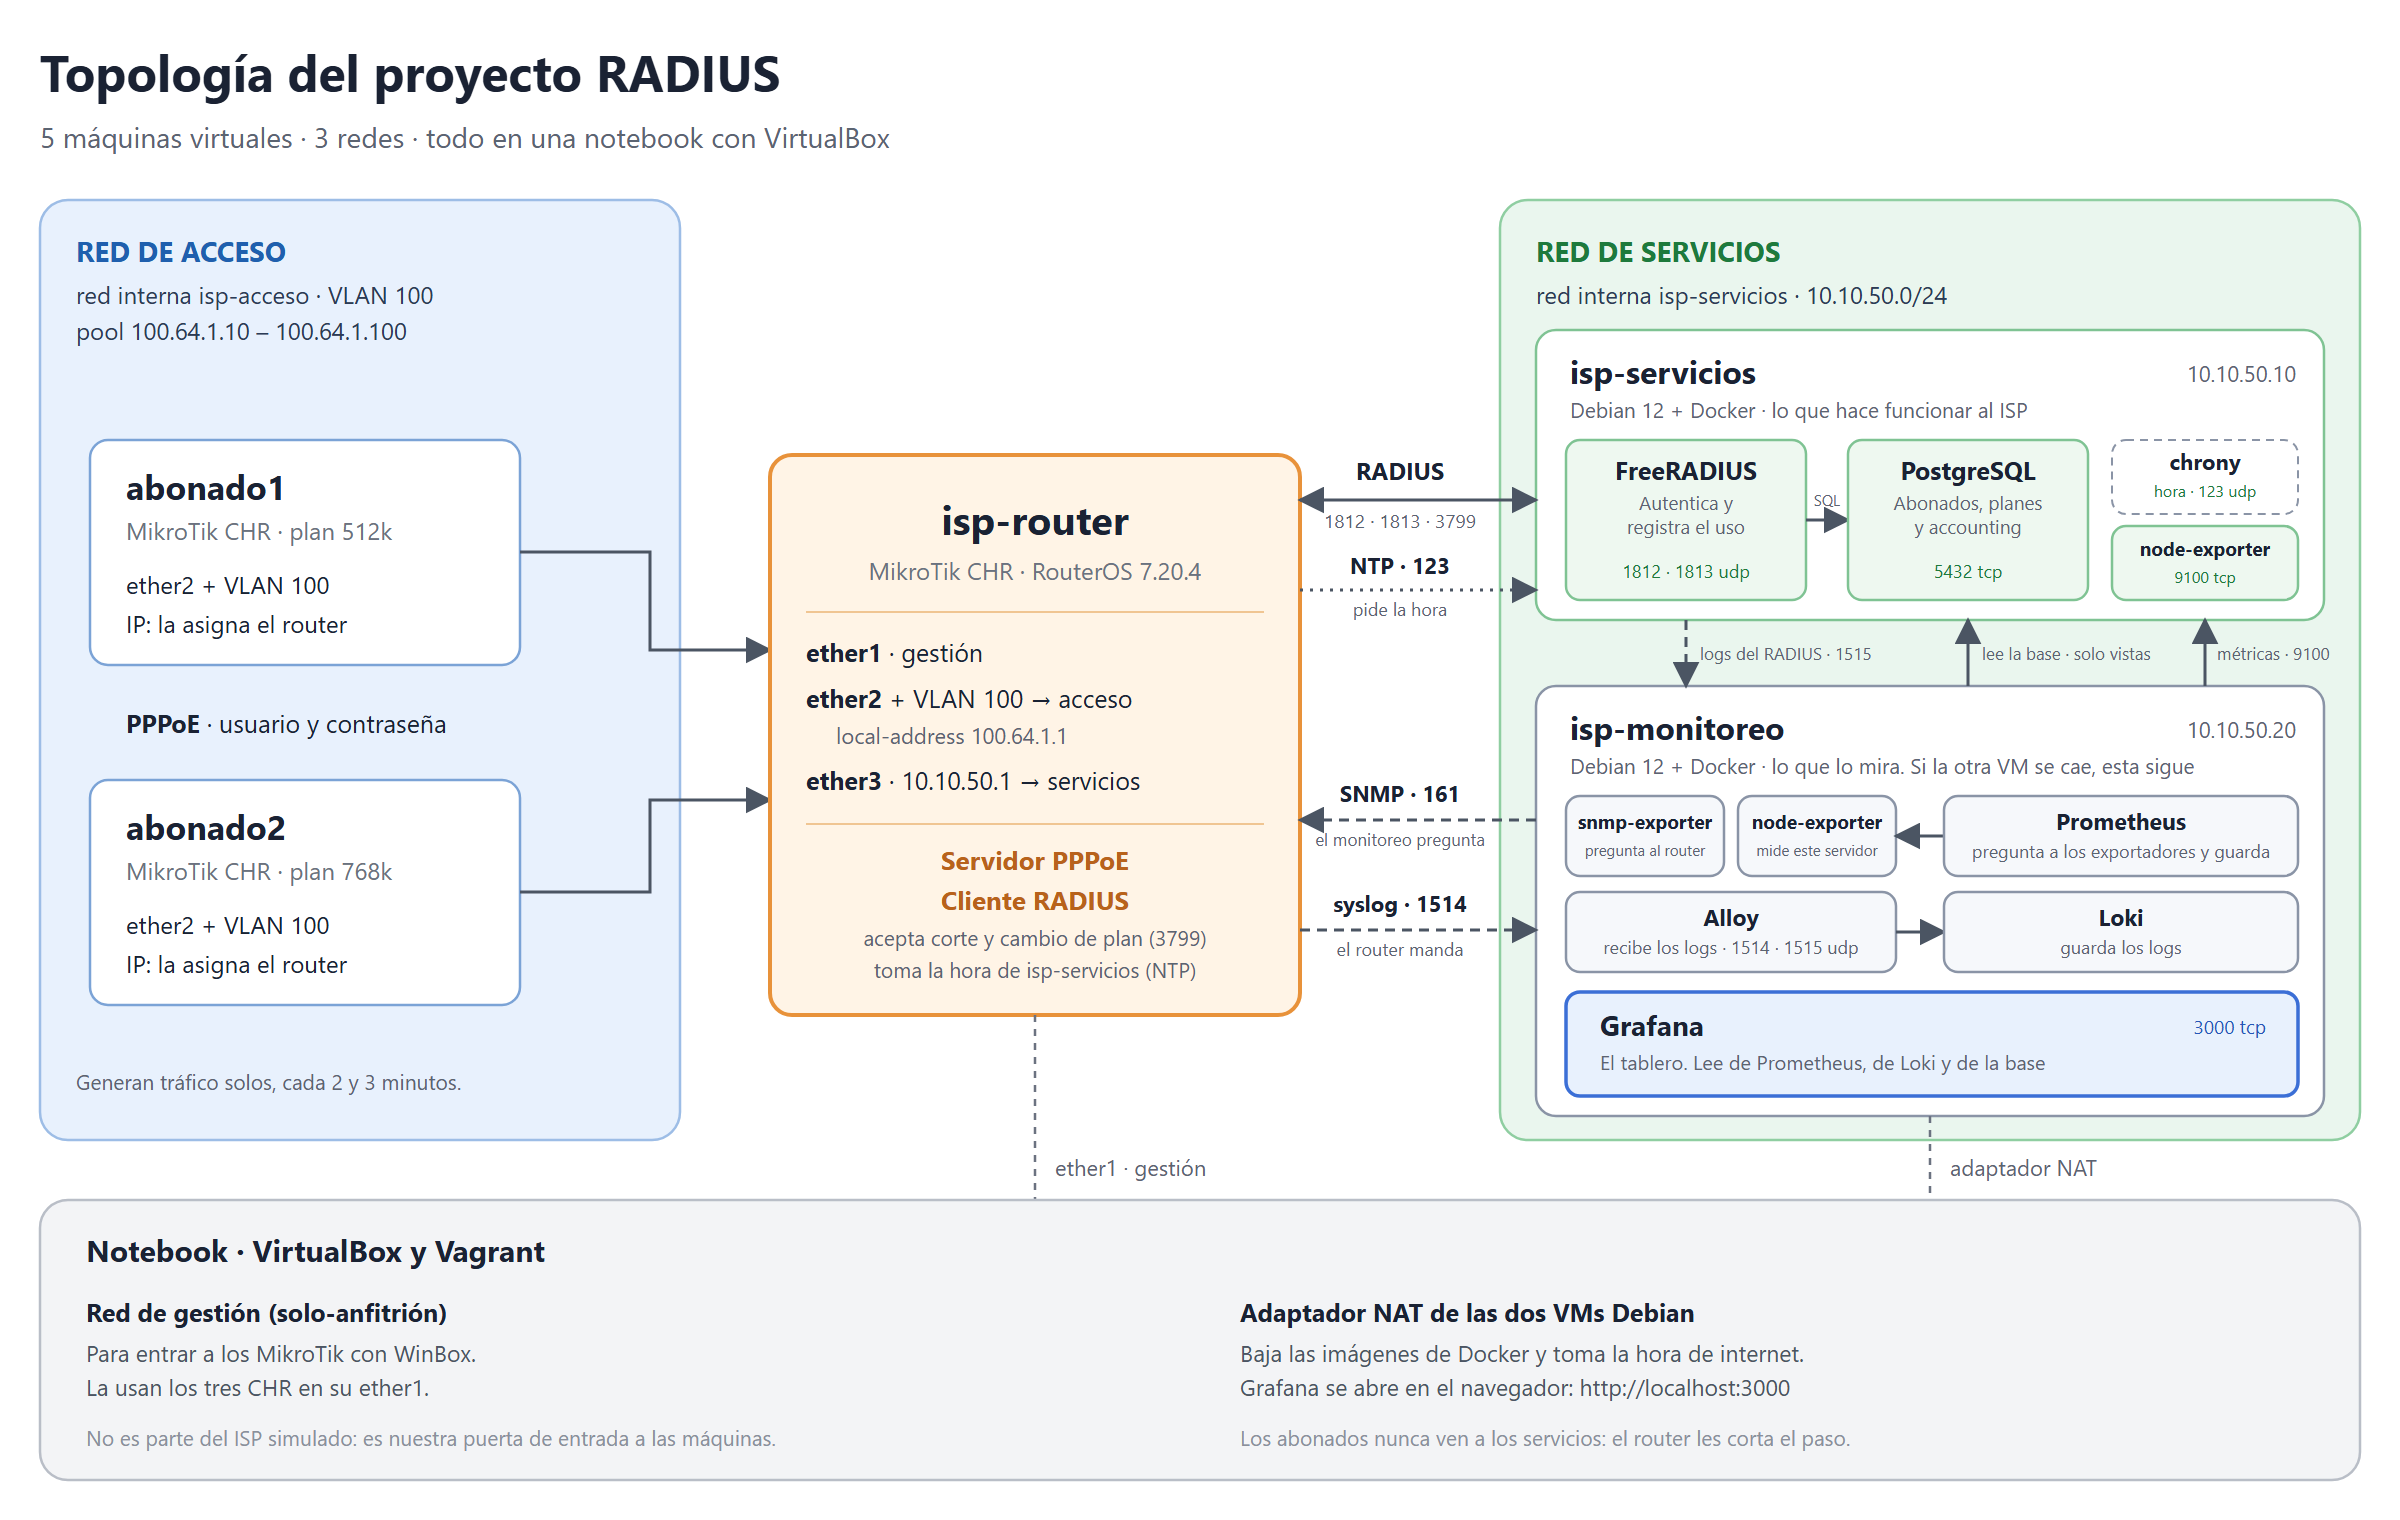 Topología del proyecto RADIUS
5 máquinas virtuales · 3 redes · todo en una notebook con VirtualBox
RED DE ACCESO
red interna isp-acceso · VLAN 100
pool 100.64.1.10 – 100.64.1.100
abonado1
MikroTik CHR · plan 512k
ether2 + VLAN 100
IP: la asigna el router
PPPoE · usuario y contraseña
abonado2
MikroTik CHR · plan 768k
ether2 + VLAN 100
IP: la asigna el router
Generan tráfico solos, cada 2 y 3 minutos.
isp-router
MikroTik CHR · RouterOS 7.20.4
ether1 · gestión
ether2 + VLAN 100 → acceso
local-address 100.64.1.1
ether3 · 10.10.50.1 → servicios
Servidor PPPoE
Cliente RADIUS
acepta corte y cambio de plan (3799)
toma la hora de isp-servicios (NTP)
RADIUS
1812 · 1813 · 3799
NTP · 123
pide la hora
SNMP · 161
el monitoreo pregunta
syslog · 1514
el router manda
RED DE SERVICIOS
red interna isp-servicios · 10.10.50.0/24
isp-servicios
10.10.50.10
Debian 12 + Docker · lo que hace funcionar al ISP
FreeRADIUS
Autentica y
registra el uso
1812 · 1813 udp
SQL
PostgreSQL
Abonados, planes
y accounting
5432 tcp
chrony
hora · 123 udp
node-exporter
9100 tcp
logs del RADIUS · 1515
lee la base · solo vistas
métricas · 9100
isp-monitoreo
10.10.50.20
Debian 12 + Docker · lo que lo mira. Si la otra VM se cae, esta sigue
snmp-exporter
pregunta al router
node-exporter
mide este servidor
Prometheus
pregunta a los exportadores y guarda
Alloy
recibe los logs · 1514 · 1515 udp
Loki
guarda los logs
Grafana
3000 tcp
El tablero. Lee de Prometheus, de Loki y de la base
ether1 · gestión
adaptador NAT
Notebook · VirtualBox y Vagrant
Red de gestión (solo-anfitrión)
Para entrar a los MikroTik con WinBox.
La usan los tres CHR en su ether1.
No es parte del ISP simulado: es nuestra puerta de entrada a las máquinas.
Adaptador NAT de las dos VMs Debian
Baja las imágenes de Docker y toma la hora de internet.
Grafana se abre en el navegador: http://localhost:3000
Los abonados nunca ven a los servicios: el router les corta el paso.